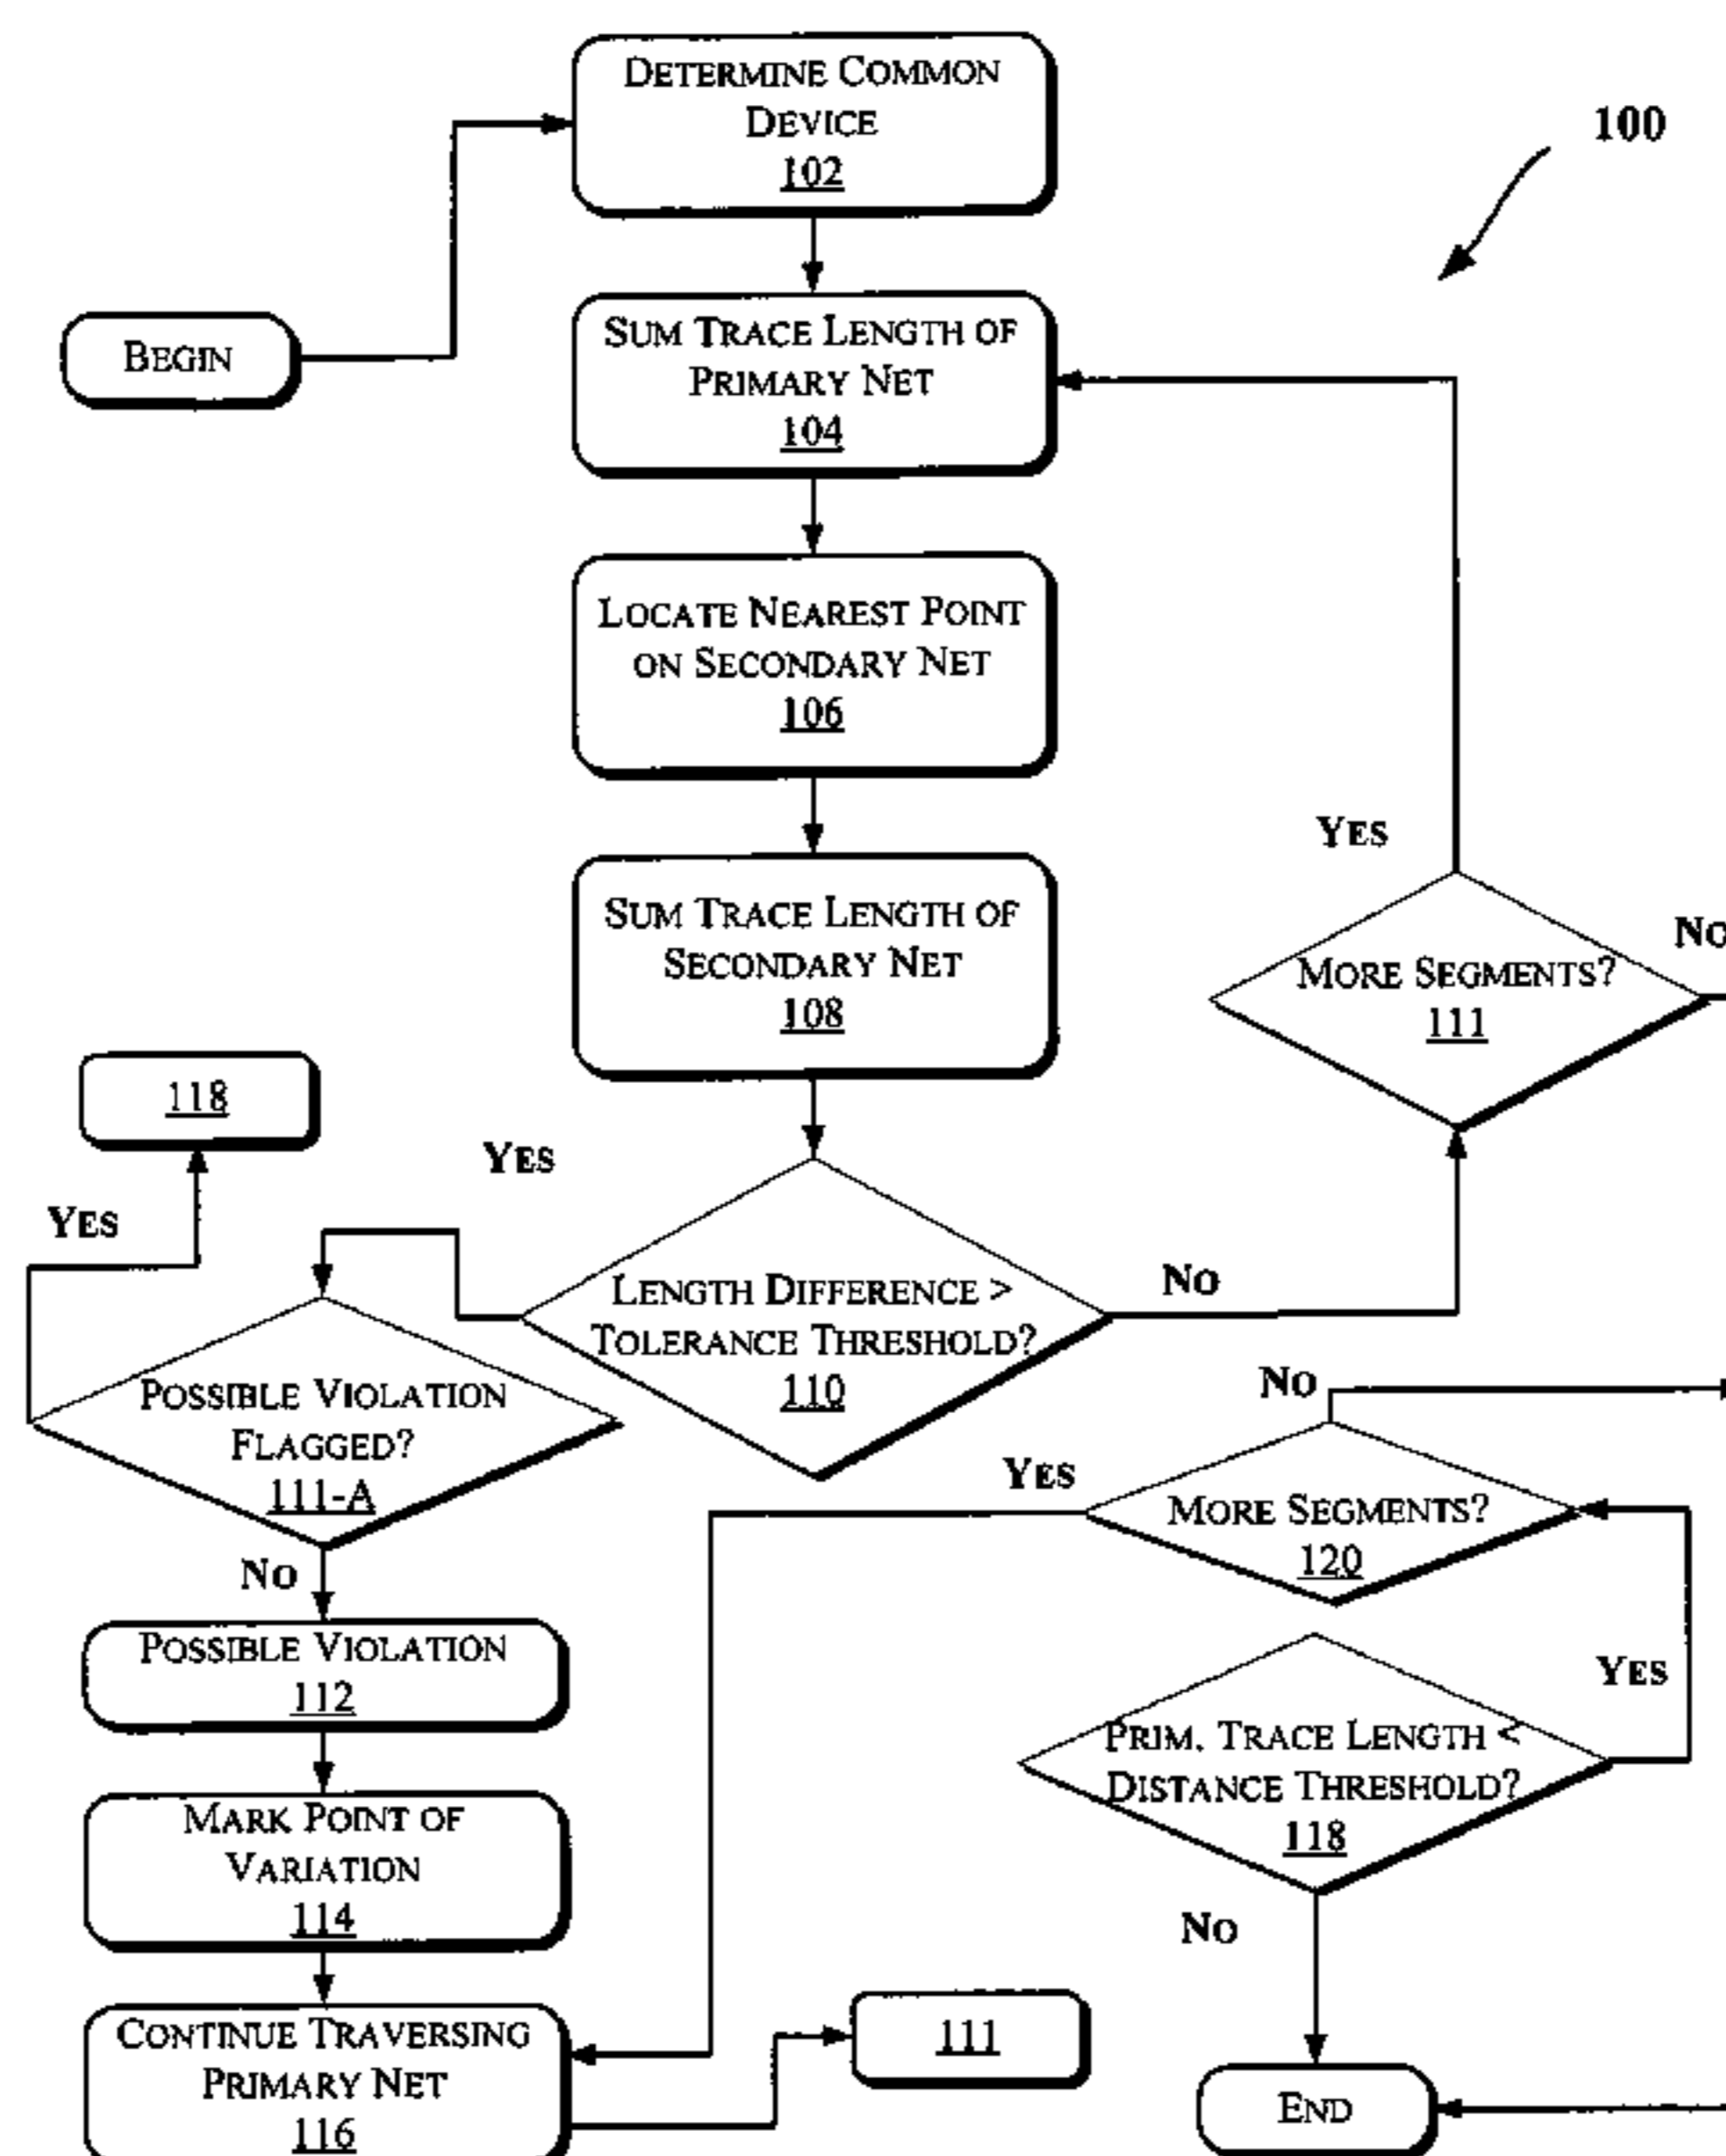 DETERMINE COMMON
DEVICE
102
100
BEGIN
SUM TRACE LENGTH OF
PRIMARY NET
104
LOCATE NEAREST POINT
ON SECONDARY NET
106
YES
SUM TRACE LENGTH OF
SECONDARY NET
108
NO
MORE SEGMENTS?
111
118
YES
YES
LENGTH DIFFERENCE >
TOLERANCE THRESHOLD?
110
NO
POSSIBLE VIOLATION
FLAGGED?
111-A
NO
YES
MORE SEGMENTS?
120
NO
POSSIBLE VIOLATION
112
YES
PRIM. TRACE LENGTH <
DISTANCE THRESHOLD?
118
MARK POINT OF
VARIATION
114
NO
CONTINUE TRAVERSING
PRIMARY NET
116
111
END